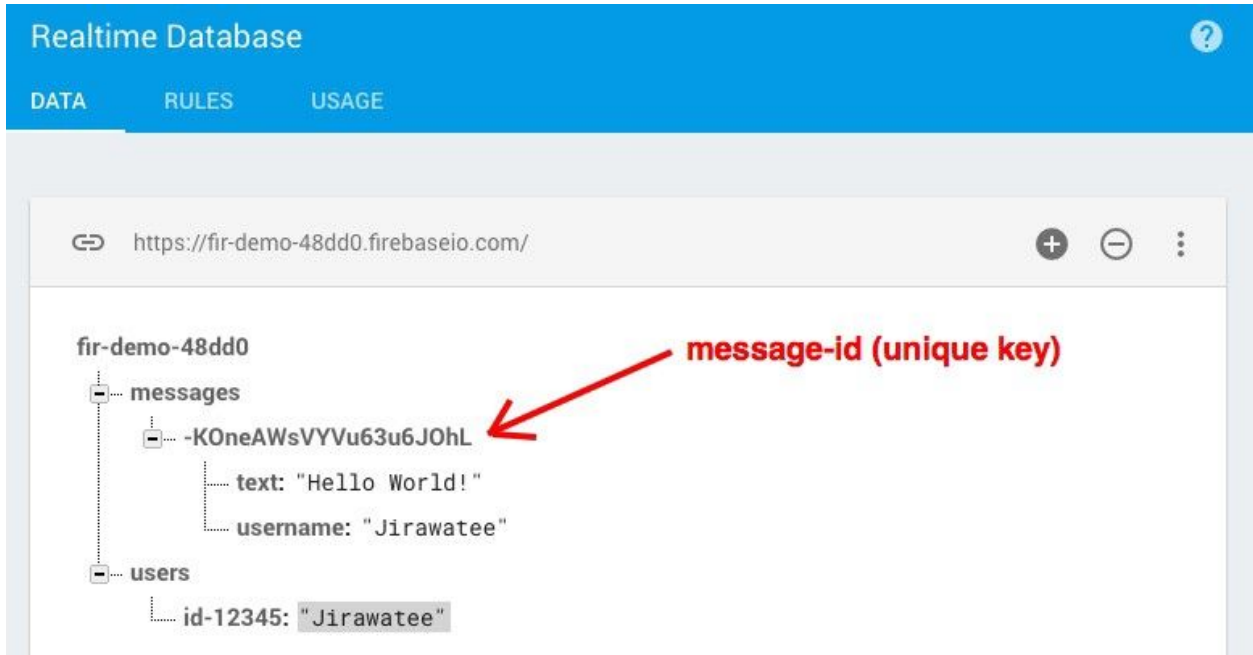 Realtime Database
DATA RULES USAGE
https://fir-demo-48dd0.firebaseio.com/
fir-demo-48dd0
message-id (unique key)
messages
-KOneAWsVYVu63u6JOhL
text: "Hello World!"
username: "Jirawatee"
users
id-12345: "Jirawatee"